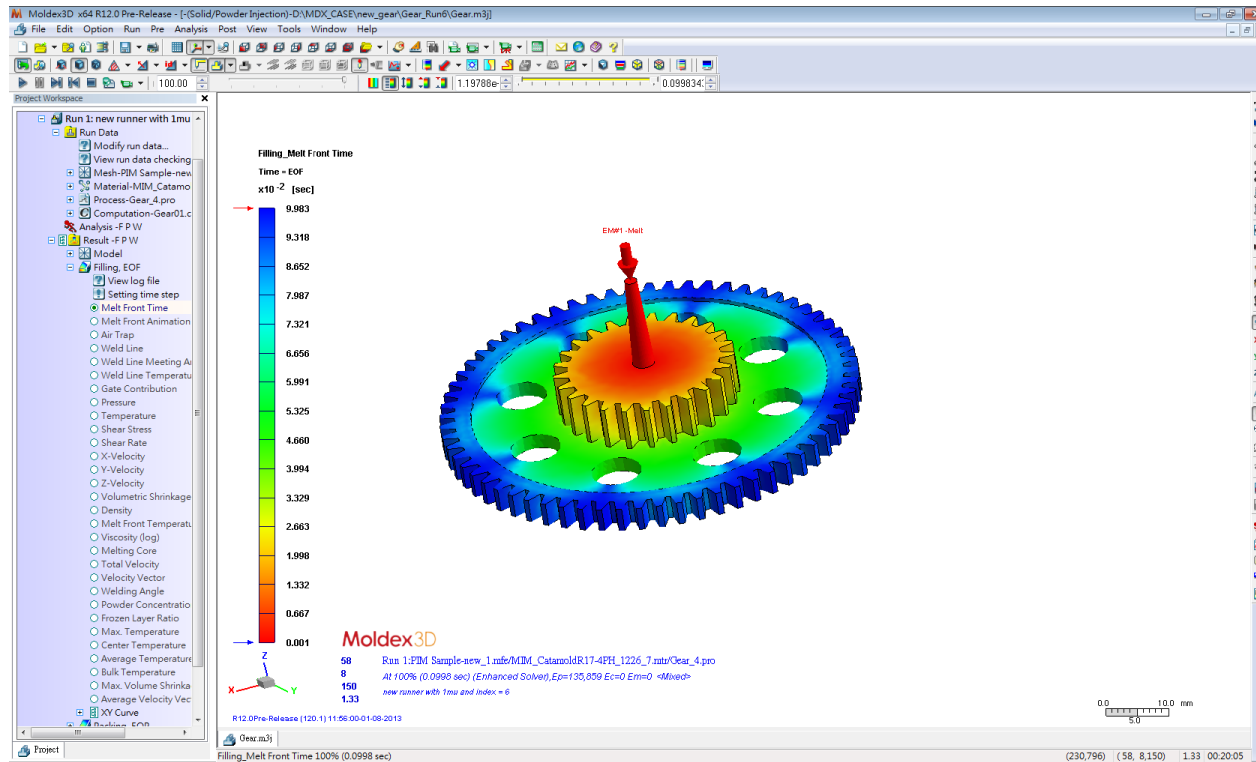 Moldex3D x64 R12.0 Pre-Release - [-(Solid/Powder Injection)-D:\MDX_CASE\new_gear\Gear_Run6\Gear.m3j]
File Edit Option Run Pre Analysis Post View Tools Window Help
100.00
1.19788e-
0.099834:
Project Workspace
Run 1: new runner with 1mu
Run Data
Modify run data...
View run data checking
Mesh-PIM Sample-new
Material-MIM_Catamo
Process-Gear_4.pro
Computation-Gear01.c
Analysis -F P W
Result -F P W
Model
Filling, EOF
View log file
Setting time step
Melt Front Time
Melt Front Animation
Air Trap
Weld Line
Weld Line Meeting A
Weld Line Temperatu
Gate Contribution
Pressure
Temperature
Shear Stress
Shear Rate
X-Velocity
Y-Velocity
Z-Velocity
Volumetric Shrinkage
Density
Melt Front Temperatu
Viscosity (log)
Melting Core
Total Velocity
Velocity Vector
Welding Angle
Powder Concentratio
Frozen Layer Ratio
Max. Temperature
Center Temperature
Average Temperature
Bulk Temperature
Max. Volume Shrinka
Average Velocity Vec
XY Curve
Packing, EOP
Project
Filling_Melt Front Time
Time = EOF
x10 -2 [sec]
9.983
9.318
8.652
7.987
7.321
6.656
5.991
5.325
4.660
3.994
3.329
2.663
1.998
1.332
0.667
0.001
EM#1 -Melt
Z
X
Y
Moldex3D
58 Run 1:PIM Sample-new_1.mfe/MIM_CatamoldR17-4PH_1226_7.mtr/Gear_4.pro
8 At 100% (0.0998 sec) (Enhanced Solver),Ep=135,859 Ec=0 Em=0 <Mixed>
150 new runner with 1mu and index = 6
1.33
R12.0Pre-Release (120.1) 11:56:00-01-08-2013
0.0 10.0 mm
5.0
Gear.m3j
Filling_Melt Front Time 100% (0.0998 sec)
(230,796) ( 58, 8,150) 1.33 00:20:05